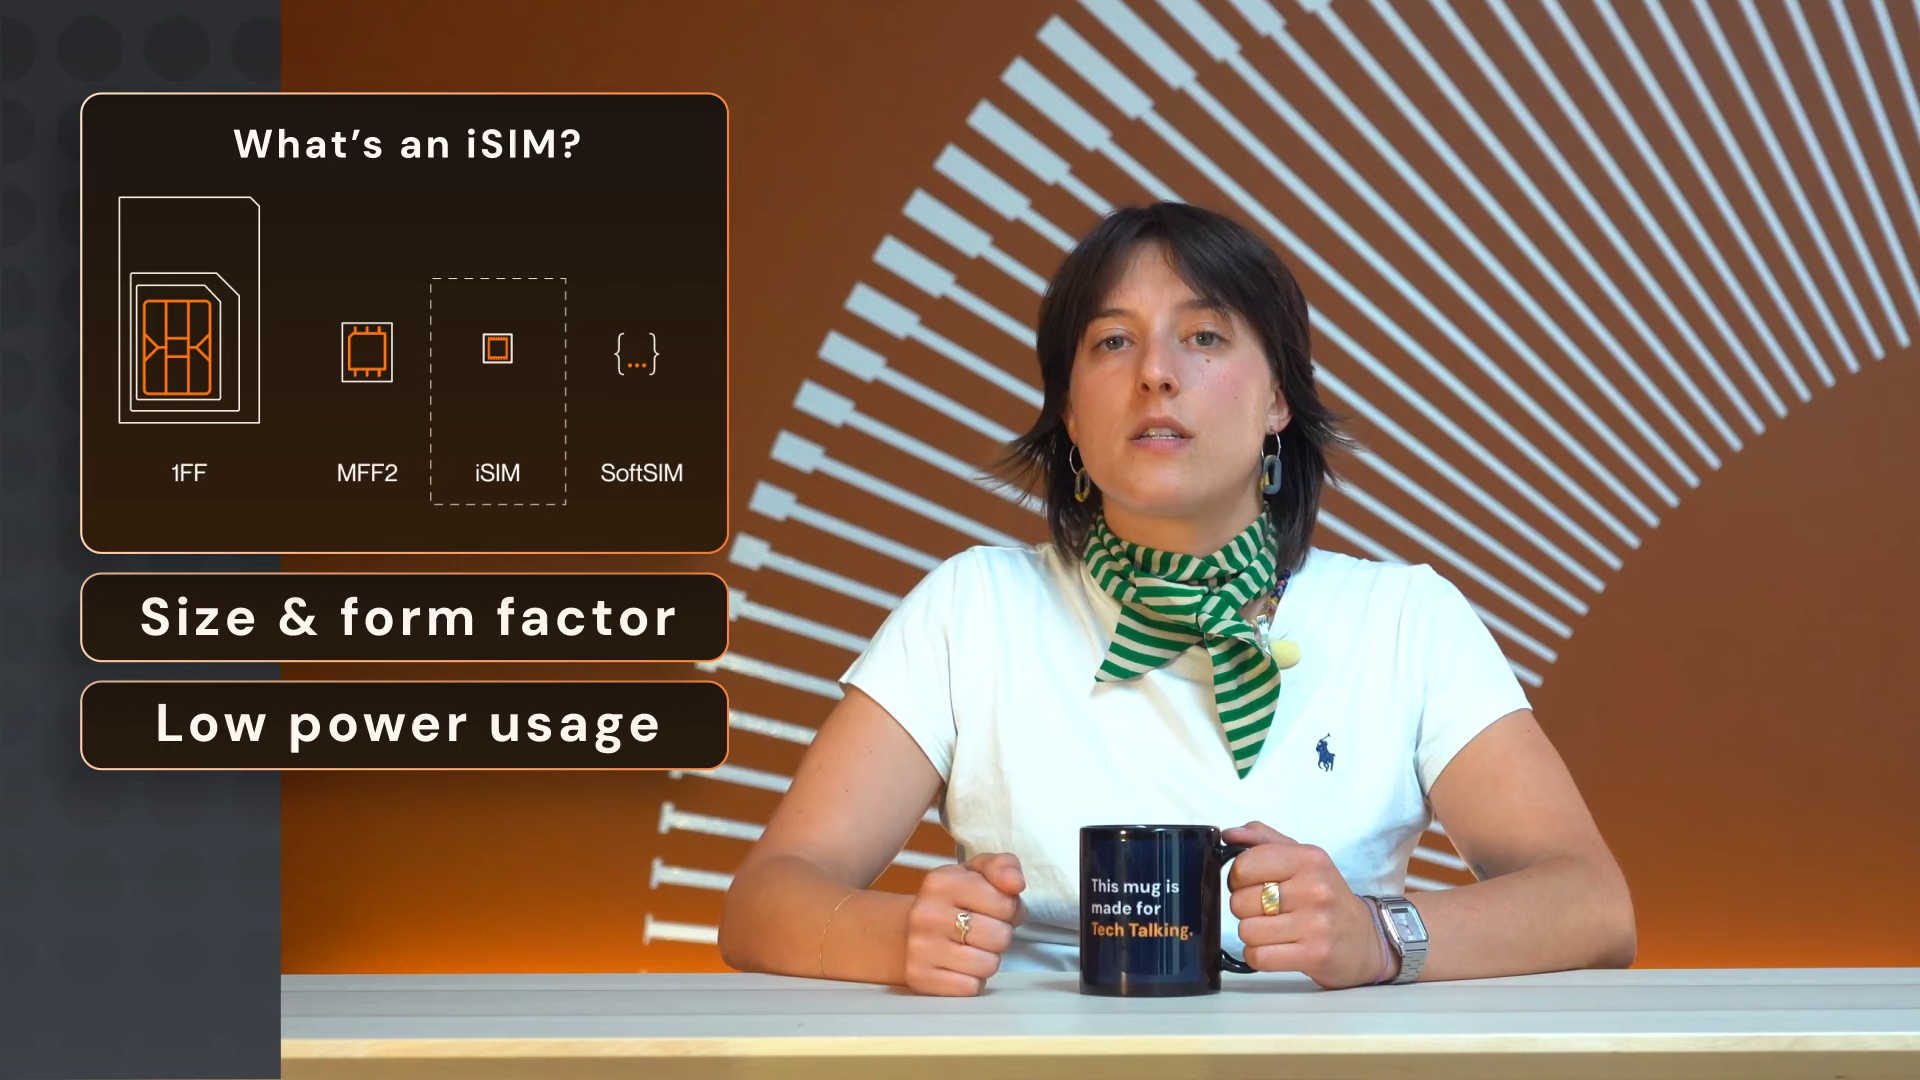 What's an iSIM?
1FF
MFF2
iSIM
SoftSIM
{...}
Size & form factor
Low power usage
This mug is
made for
Tech Talking.